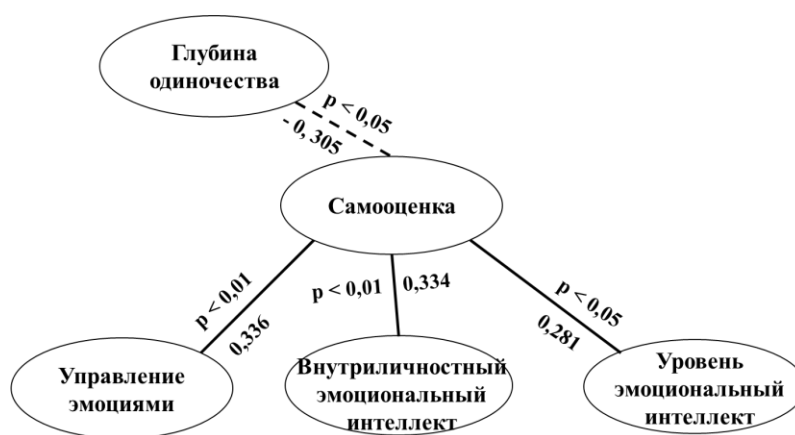 Глубина
одиночества
p < 0,05
- 0, 305
Самооценка
p < 0,01
0,336
p < 0,01
0,334
p < 0,05
0,281
Управление
эмоциями
Внутриличностный
эмоциональный
интеллект
Уровень
эмоциональный
интеллект